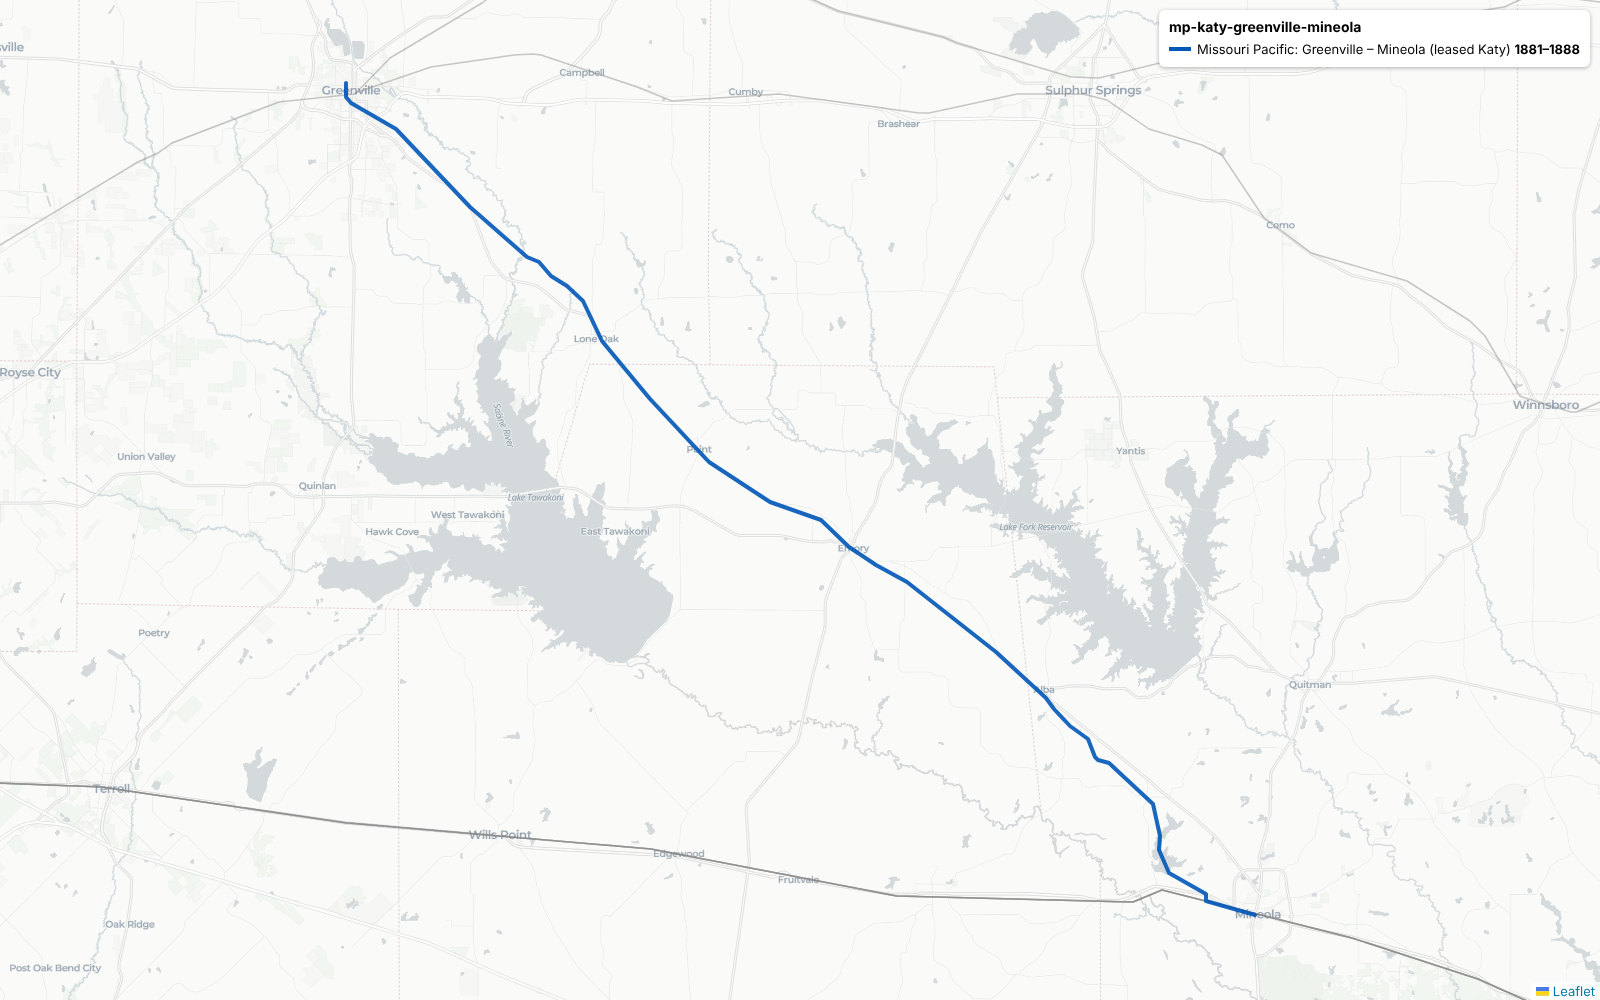 mp-katy-greenville-mineola
Missouri Pacific: Greenville – Mineola (leased Katy) 1881–1888
sville
Greenville
Campbell
Cumby
Sulphur Springs
Brashear
Como
Lone Oak
Royse City
Winnsboro
Sabine River
Point
Yantis
Union Valley
Quinlan
Lake Tawakoni
West Tawakoni
Hawk Cove
East Tawakoni
Lake Fork Reservoir
Emory
Poetry
Alba
Quitman
Terrell
Wills Point
Edgewood
Fruitvale
Mineola
Oak Ridge
Post Oak Bend City
Leaflet